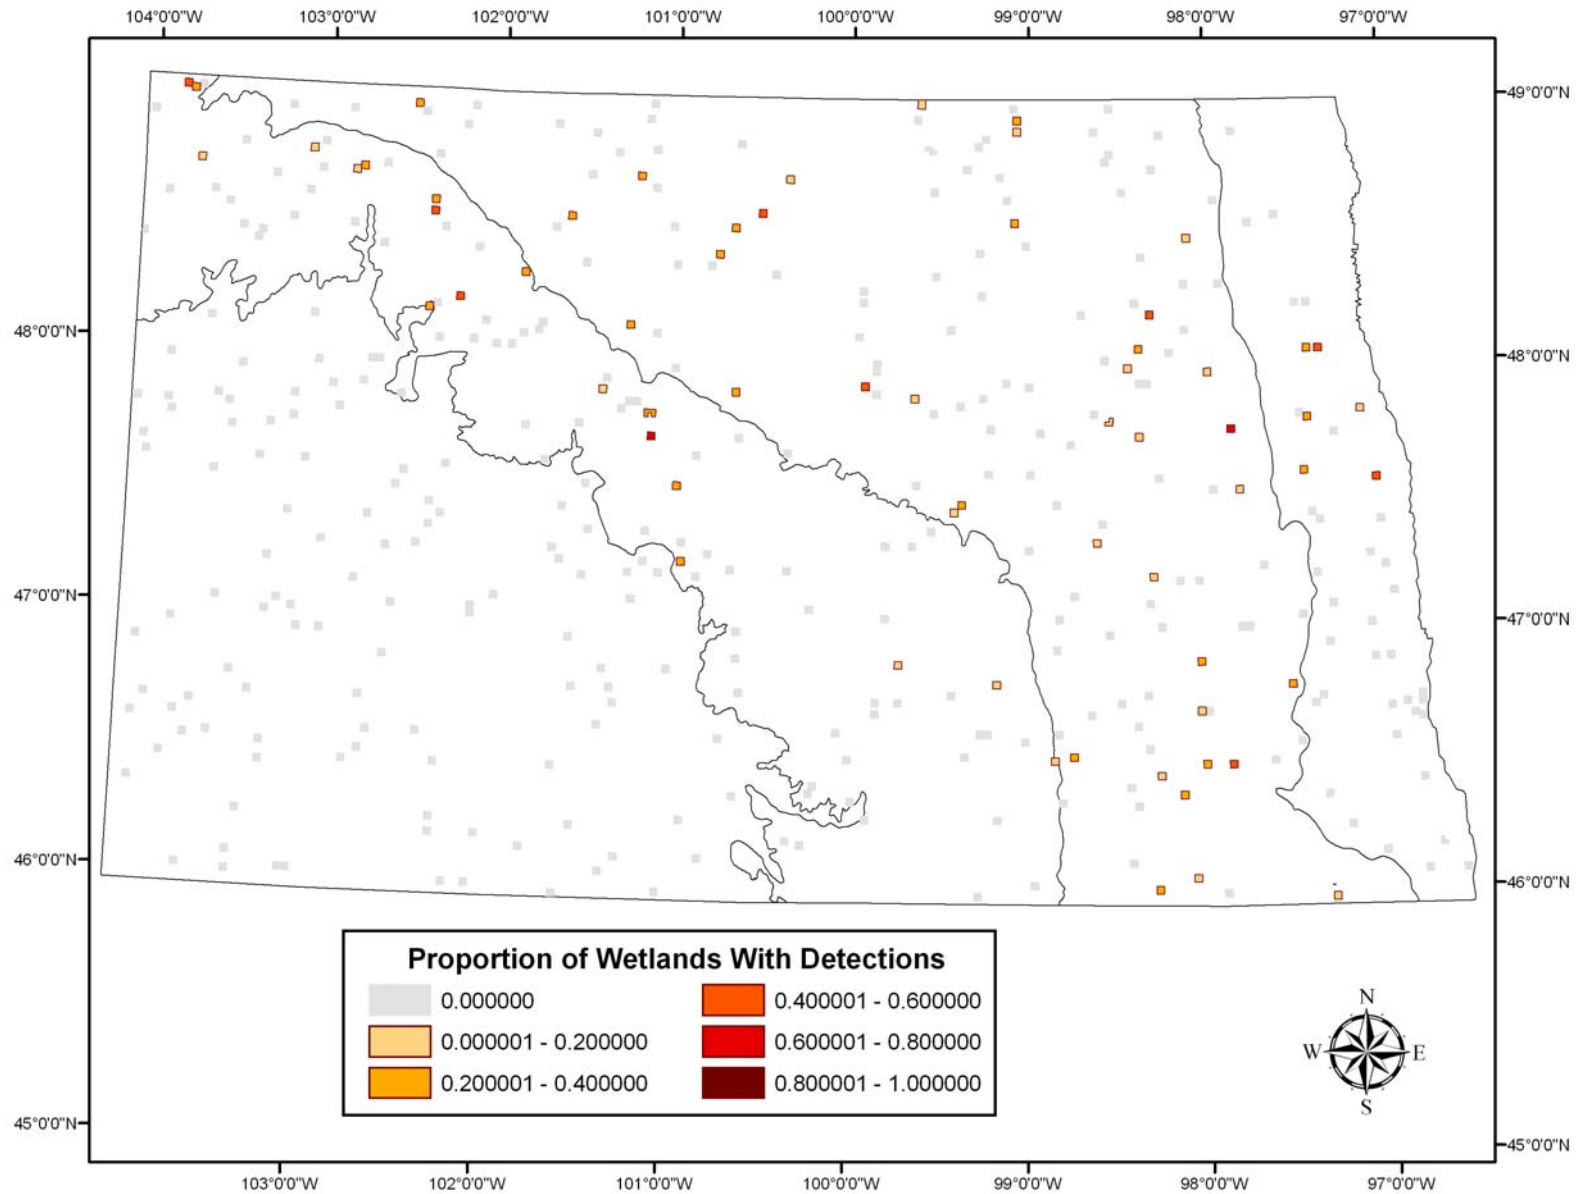 104°0'0"W 103°0'0"W 102°0'0"W 101°0'0"W 100°0'0"W 99°0'0"W 98°0'0"W 97°0'0"W
49°0'0"N
48°0'0"N
48°0'0"N
47°0'0"N
47°0'0"N
46°0'0"N
46°0'0"N
Proportion of Wetlands With Detections
0.000000 0.400001 - 0.600000
0.000001 - 0.200000 0.600001 - 0.800000
0.200001 - 0.400000 0.800001 - 1.000000
N
W E
S
45°0'0"N
45°0'0"N
103°0'0"W 102°0'0"W 101°0'0"W 100°0'0"W 99°0'0"W 98°0'0"W 97°0'0"W